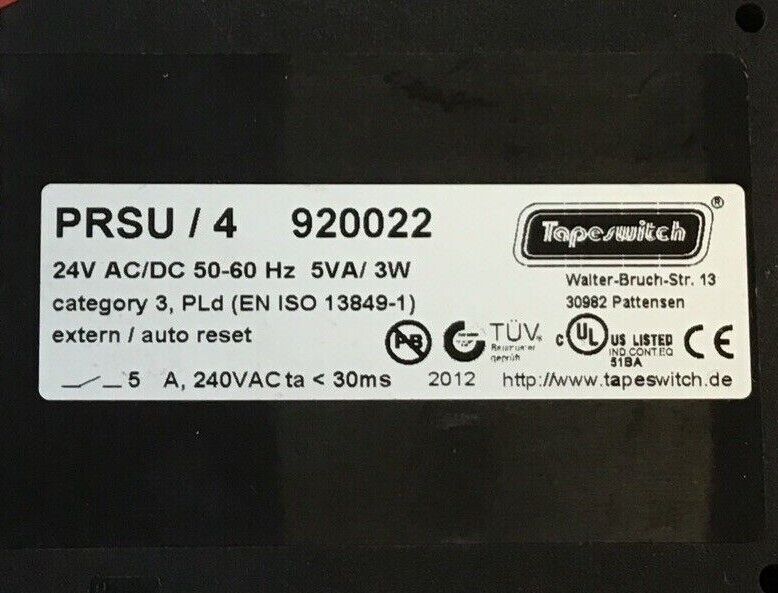 PRSU / 4 920022
Tapeswitch ®
24V AC/DC 50-60 Hz 5VA/ 3W
Walter-Bruch-Str. 13
category 3, PLd (EN ISO 13849-1)
30982 Pattensen
extern / auto reset
Pb
TÜV
geprüft
C UL US LISTED
IND.CONT.EQ
51BA
CE
5 A, 240VAC ta < 30ms 2012 http://www.tapeswitch.de